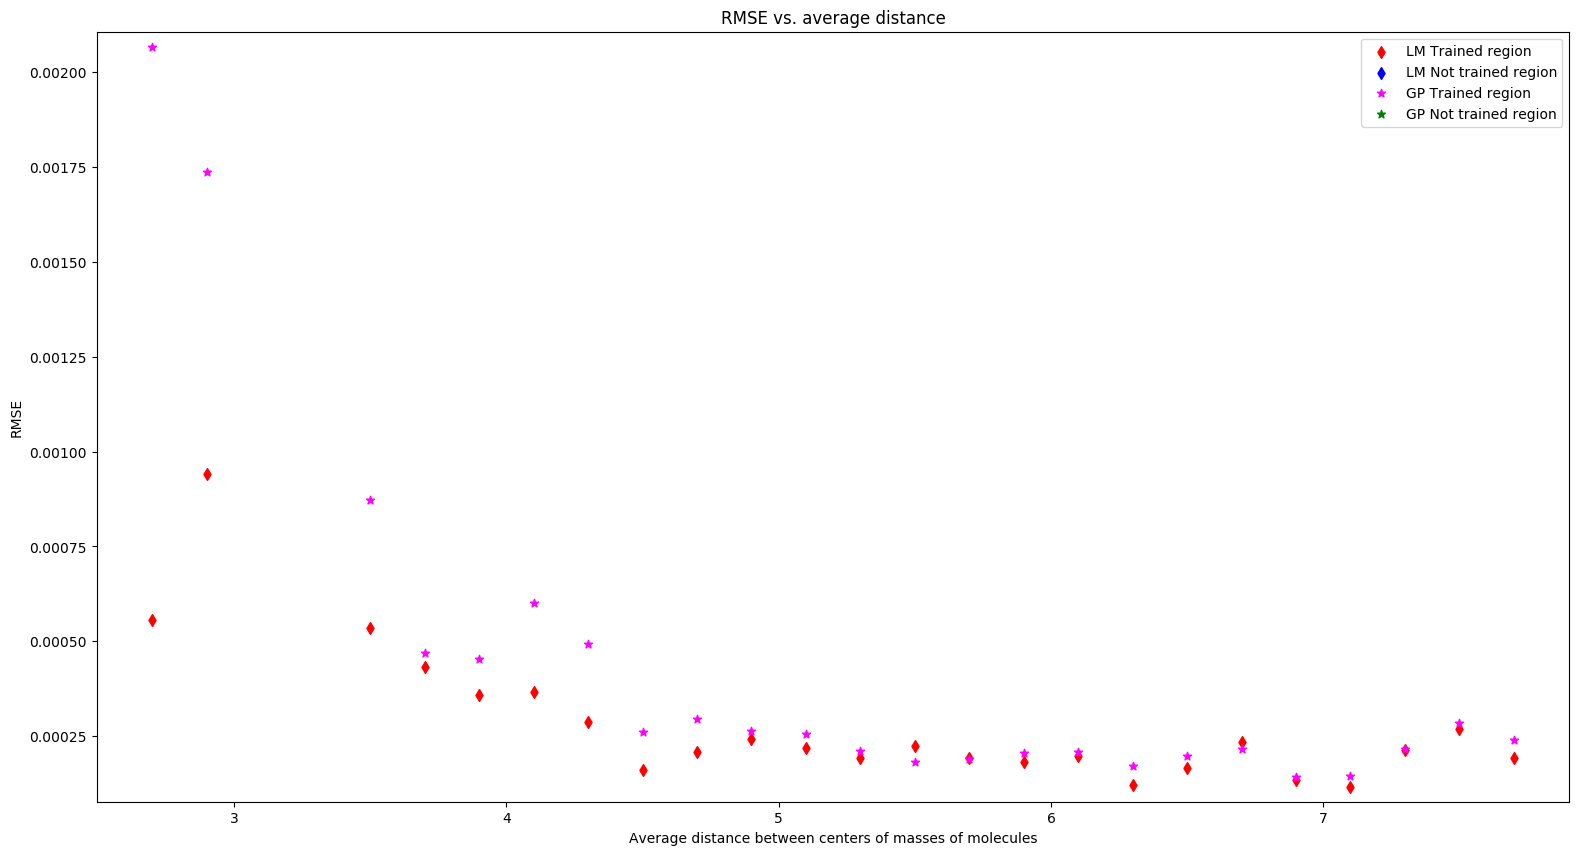 RMSE vs. average distance
LM Trained region
LM Not trained region
GP Trained region
GP Not trained region
0.00200
0.00175
0.00150
0.00125
0.00100
0.00075
0.00050
0.00025
RMSE
3 4 5 6 7
Average distance between centers of masses of molecules